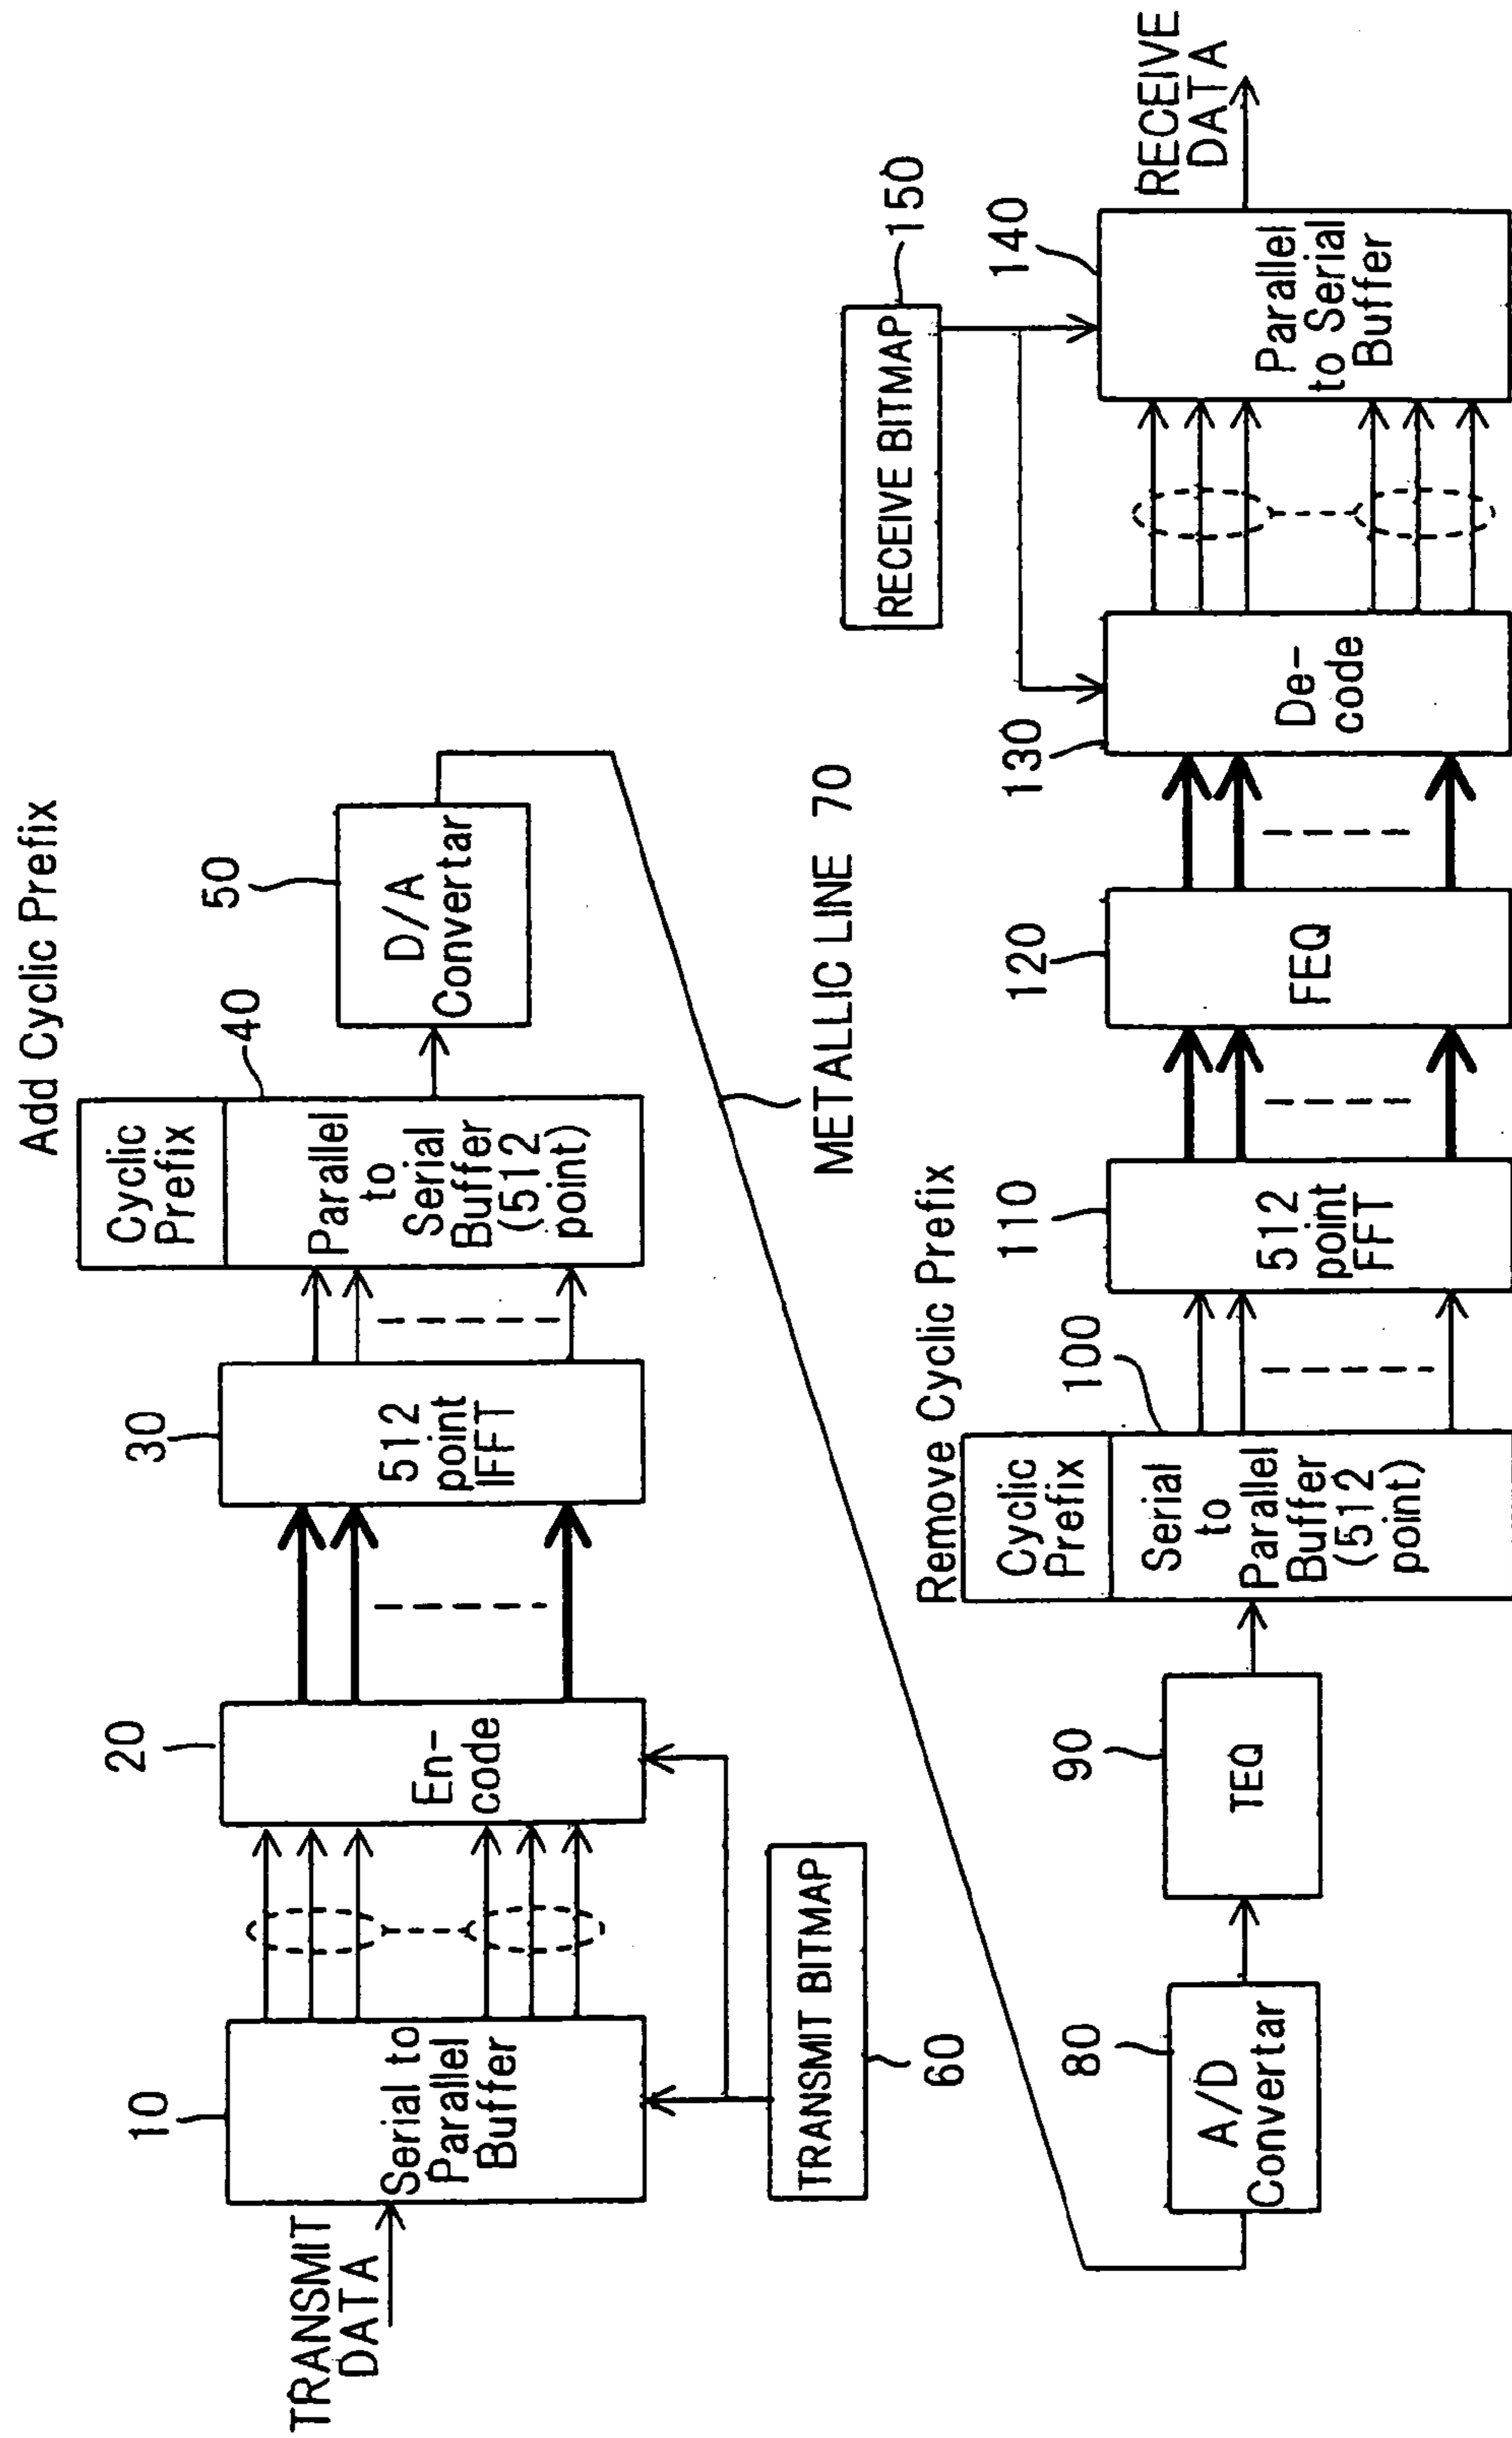 Add Cyclic Prefix
10
20
30
40
50
TRANSMIT
DATA
Serial to
Parallel
Buffer
En-
code
512
point
IFFT
Cyclic
Prefix
Parallel
to
Serial
Buffer
(512
point)
D/A
Convertar
TRANSMIT BITMAP
60
METALLIC LINE 70
RECEIVE BITMAP
150
Remove Cyclic Prefix
80
90
100
110
120
130
140
A/D
Convertar
TEQ
Cyclic
Prefix
Serial
to
Parallel
Buffer
(512
point)
512
point
FFT
FEQ
De-
code
Parallel
to Serial
Buffer
RECEIVE
DATA